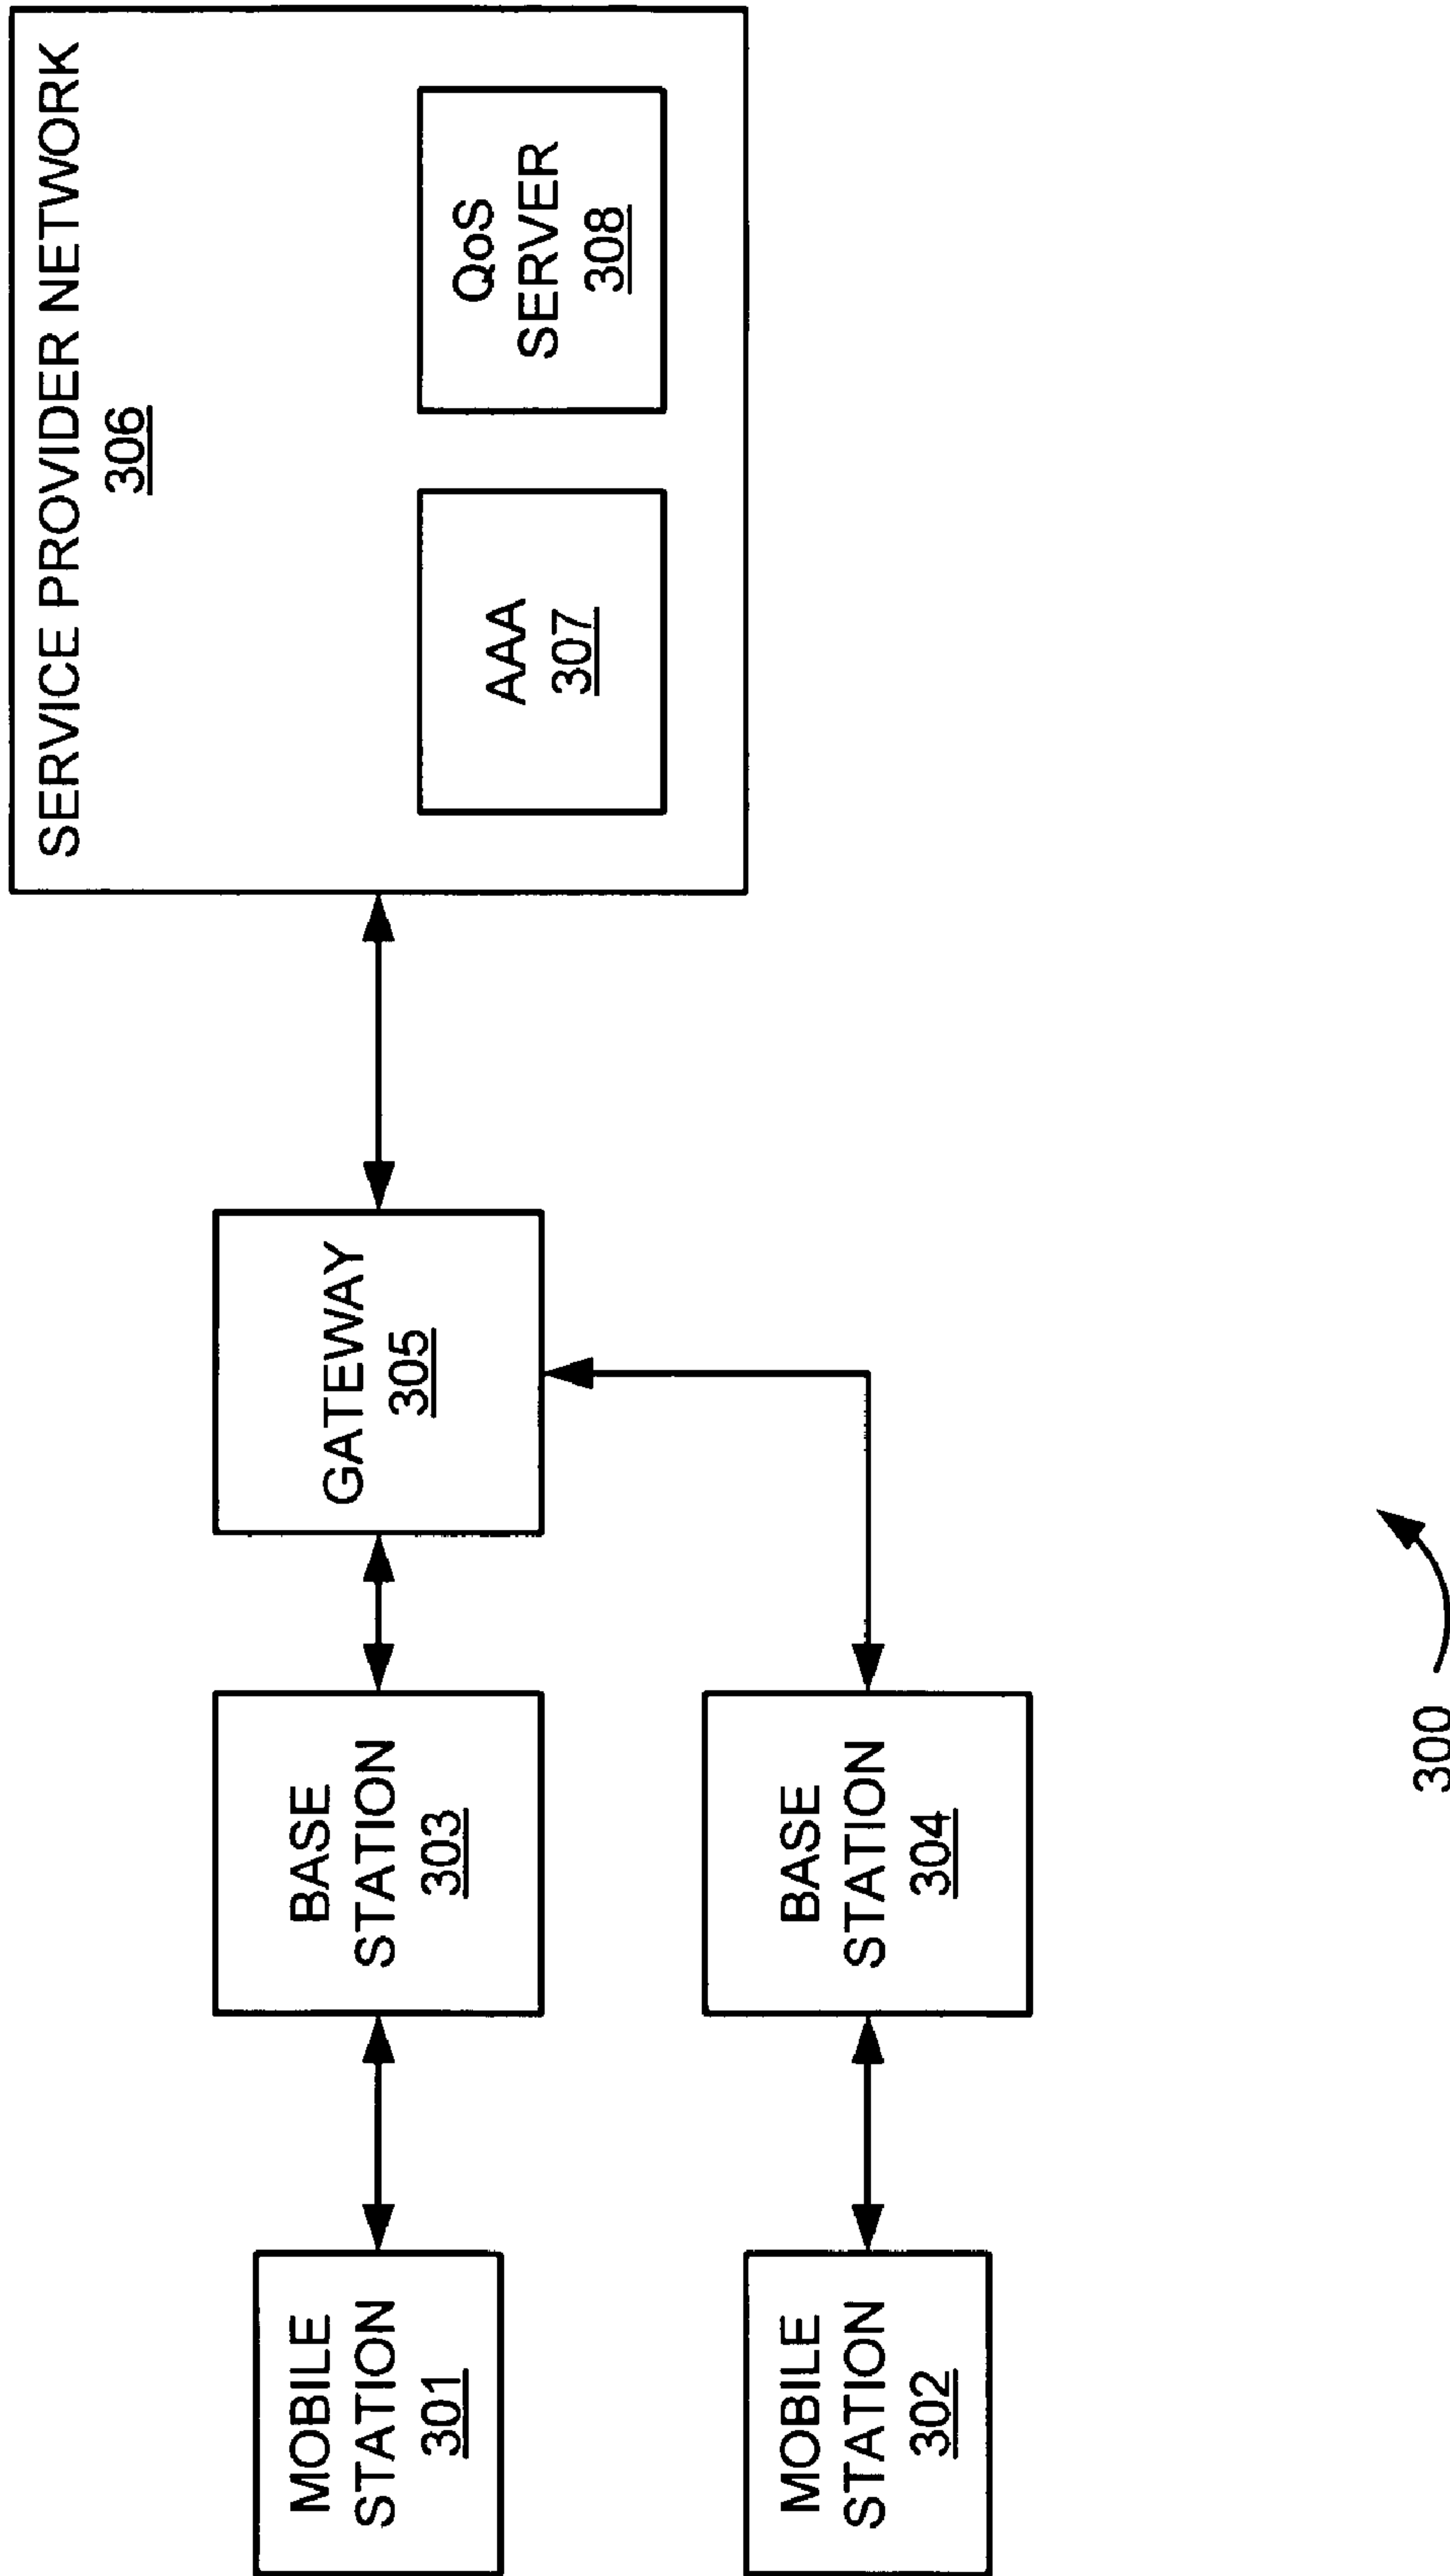 SERVICE PROVIDER NETWORK
306
AAA
307
QoS
SERVER
308
GATEWAY
305
BASE
STATION
303
MOBILE
STATION
301
BASE
STATION
304
MOBILE
STATION
302
300